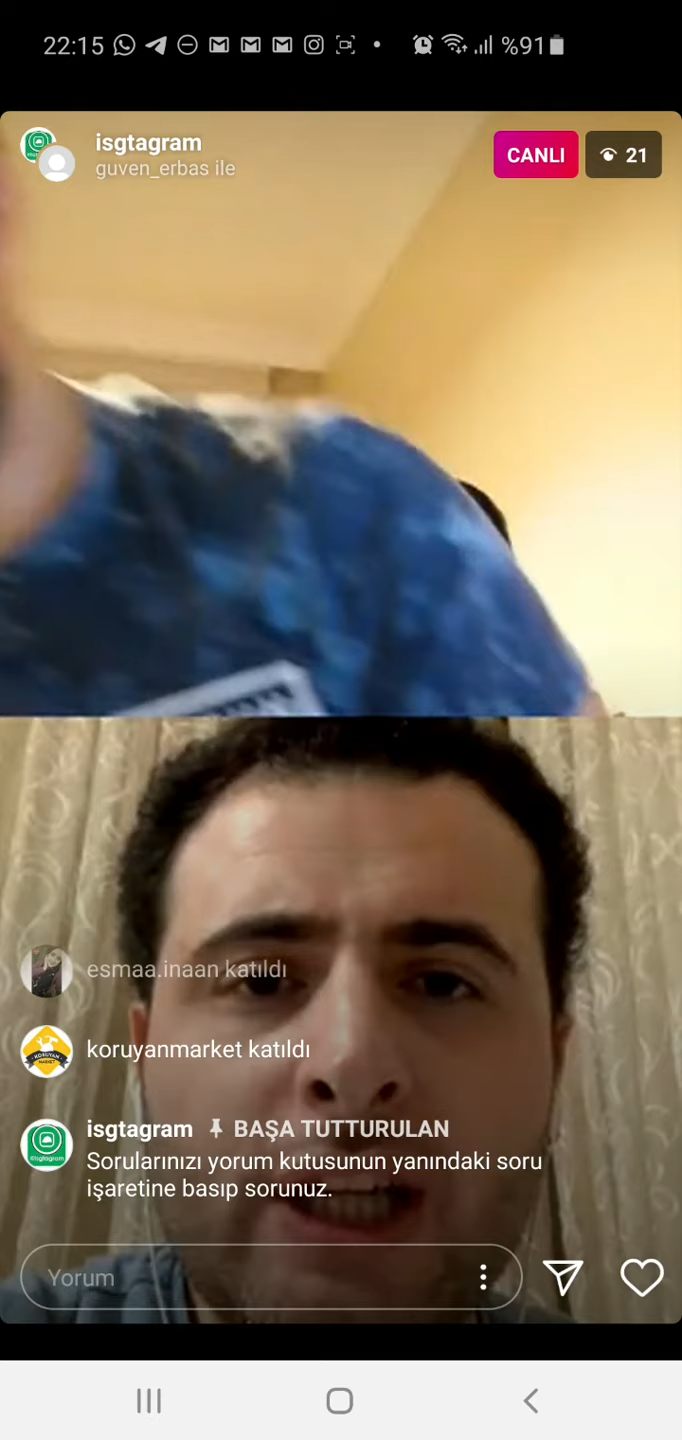 22:15 %91
isgtagram
guven_erbas ile
CANLI 21
esmaa.inaan katıldı
koruyanmarket katıldı
isgtagram BAŞA TUTTURULAN
Sorularınızı yorum kutusunun yanındaki soru
işaretine basıp sorunuz.
Yorum